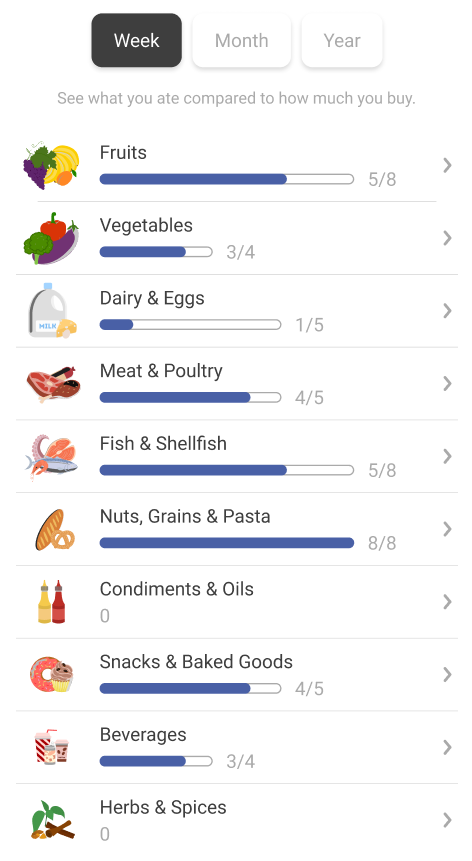 Week
Month
Year
See what you ate compared to how much you buy.
Fruits
5/8
Vegetables
3/4
Dairy & Eggs
MILK
1/5
Meat & Poultry
4/5
Fish & Shellfish
5/8
Nuts, Grains & Pasta
8/8
Condiments & Oils
0
Snacks & Baked Goods
4/5
Beverages
3/4
Herbs & Spices
0